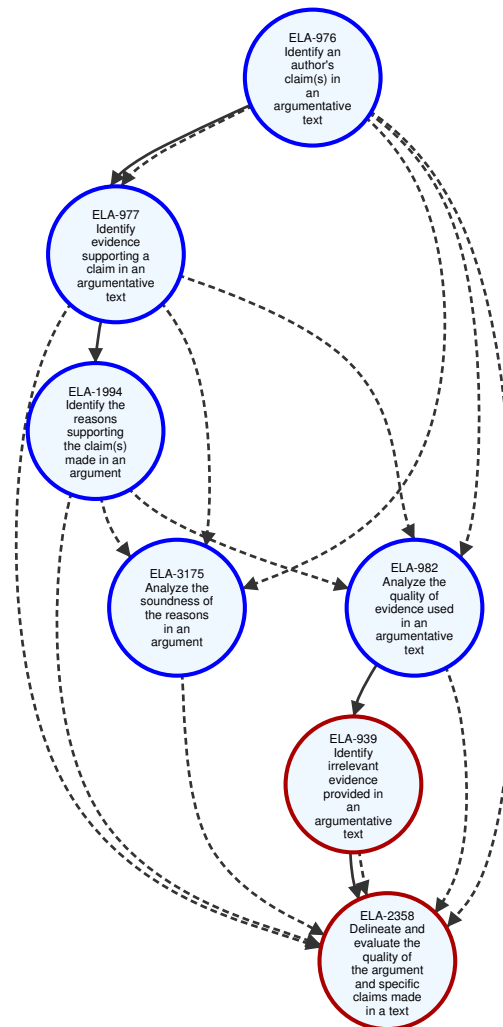 ELA-976
Identify an
author's
claim(s) in
an
argumentative
text
ELA-977
Identify
evidence
supporting a
claim in an
argumentative
text
ELA-1994
Identify the
reasons
supporting
the claim(s)
made in an
argument
ELA-3175
Analyze the
soundness of
the reasons
in an
argument
ELA-982
Analyze the
quality of
evidence used
in an
argumentative
text
ELA-939
Identify
irrelevant
evidence
provided in
an
argumentative
text
ELA-2358
Delineate and
evaluate the
quality of
the argument
and specific
claims made
in a text